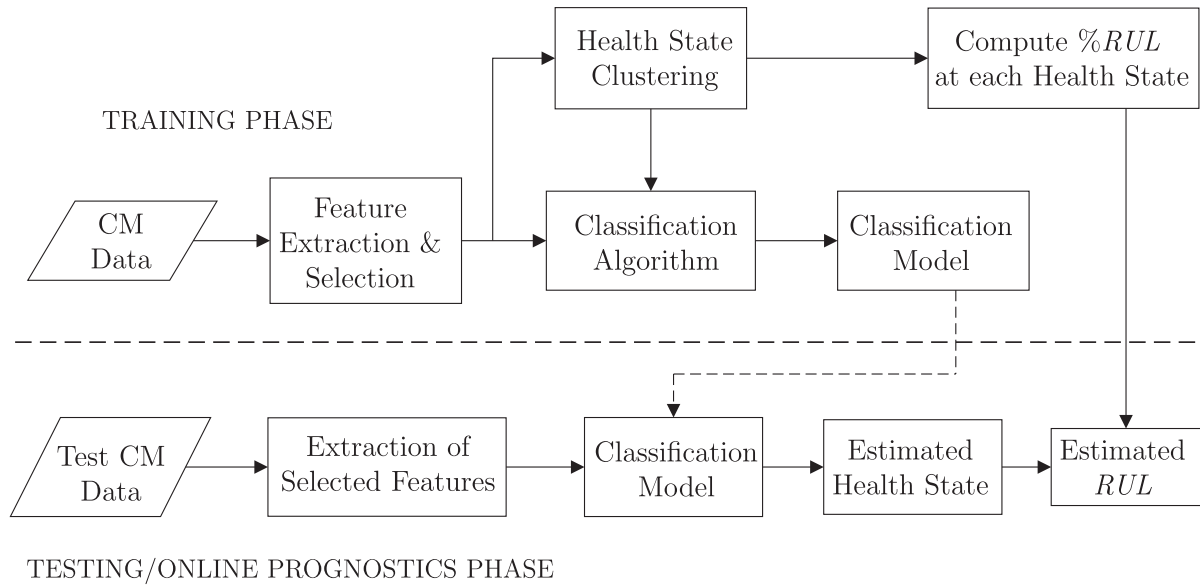 Health State
Clustering
Compute %RUL
at each Health State
TRAINING PHASE
CM
Data
Feature
Extraction &
Selection
Classification
Algorithm
Classification
Model
Test CM
Data
Extraction of
Selected Features
Classification
Model
Estimated
Health State
Estimated
RUL
TESTING/ONLINE PROGNOSTICS PHASE